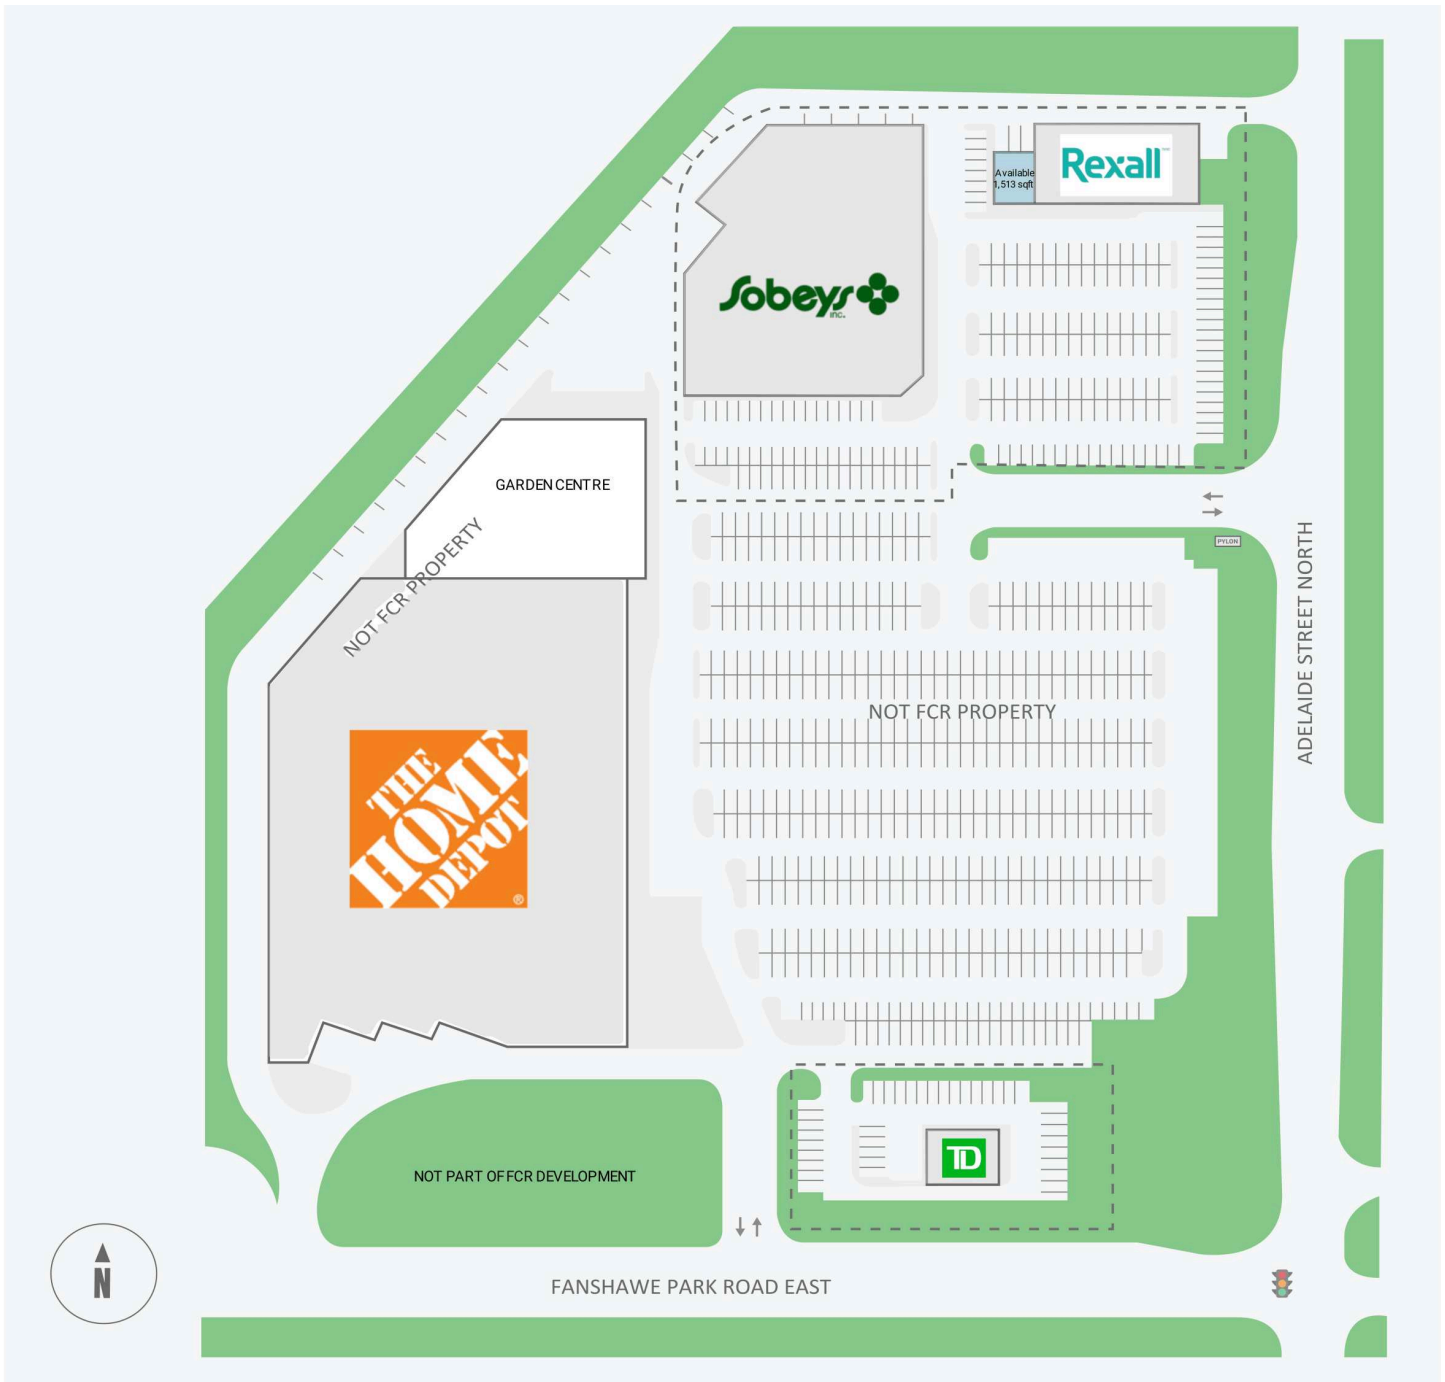 Rexall
Available
1,513 sqft
Sobeys
INC.
GARDEN CENTRE
NOT FCR PROPERTY
PYLON
ADELAIDE STREET NORTH
NOT FCR PROPERTY
THE
HOME
DEPOT
®
TD
NOT PART OF FCR DEVELOPMENT
N
FANSHAWE PARK ROAD EAST